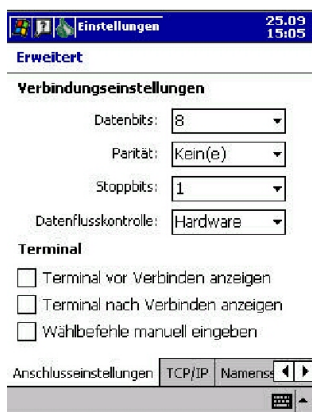 Einstellungen 25.09
15:05
Erweitert
Verbindungseinstellungen
Datenbits: 8
Parität: Kein(e)
Stoppbits: 1
Datenflusskontrolle: Hardware
Terminal
Terminal vor Verbinden anzeigen
Terminal nach Verbinden anzeigen
Wählbefehle manuell eingeben
Anschlusseinstellungen TCP/IP Namenss